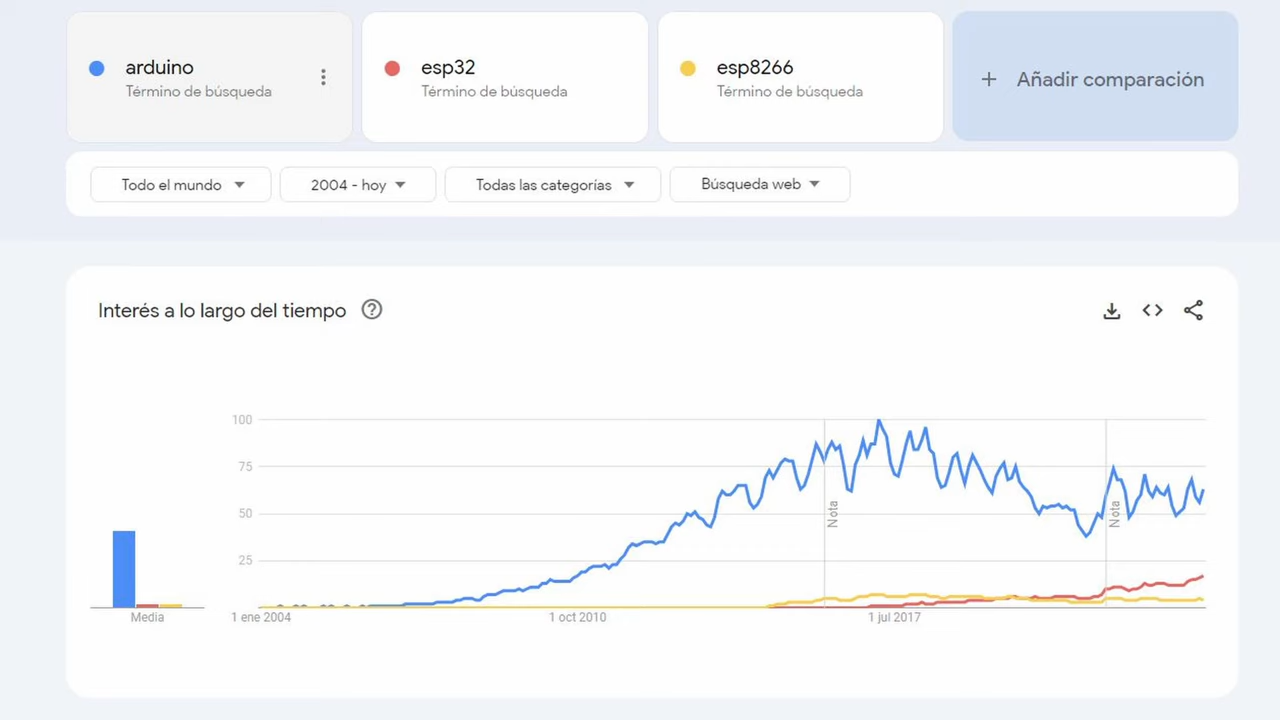 arduino
Término de búsqueda
esp32
Término de búsqueda
esp8266
Término de búsqueda
+ Añadir comparación
Todo el mundo
2004 - hoy
Todas las categorías
Búsqueda web
Interés a lo largo del tiempo
100
75
50
25
Nota
Nota
Media
1 ene 2004
1 oct 2010
1 jul 2017